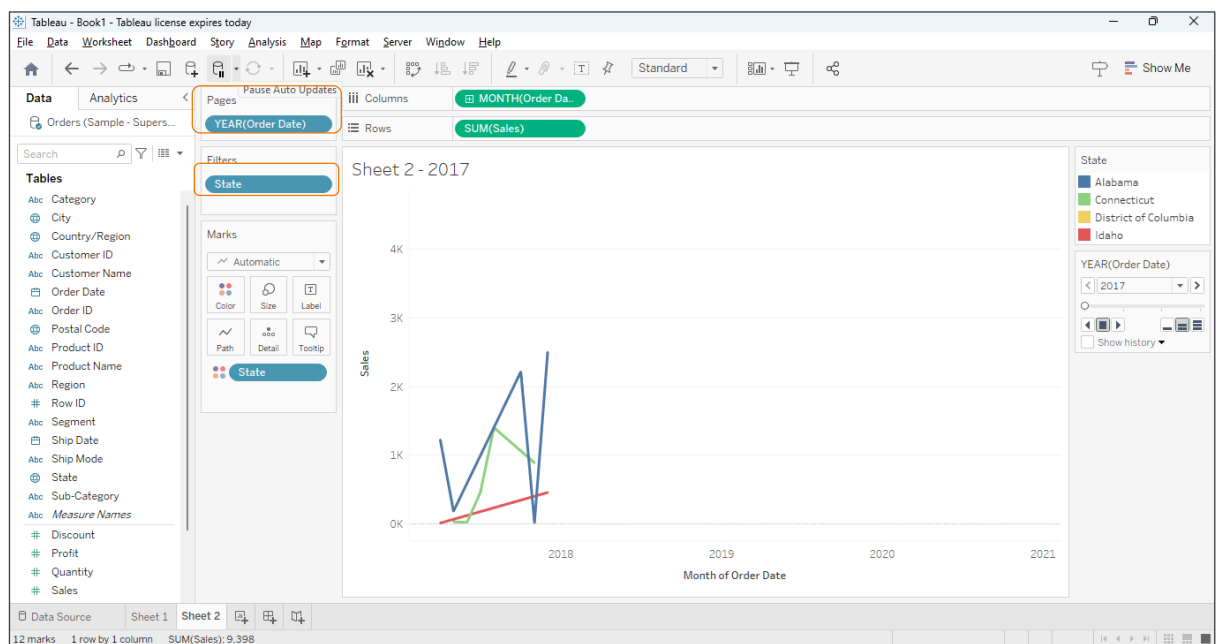 Tableau - Book1 - Tableau license expires today
File Data Worksheet Dashboard Story Analysis Map Format Server Window Help
Standard
Show Me
Pause Auto Updates
Data Analytics
Orders (Sample - Supers...
Search
Tables
Abc Category
City
Country/Region
Abc Customer ID
Abc Customer Name
Order Date
Abc Order ID
Postal Code
Abc Product ID
Abc Product Name
Abc Region
# Row ID
Abc Segment
Ship Date
Abc Ship Mode
State
Abc Sub-Category
Abc Measure Names
# Discount
# Profit
# Quantity
# Sales
Pages
YEAR(Order Date)
Filters
State
Marks
Automatic
Color Size Label
Path Detail Tooltip
State
Columns MONTH(Order Da..
Rows SUM(Sales)
Sheet 2 - 2017
Sales
4K
3K
2K
1K
0K
2018 2019 2020 2021
Month of Order Date
State
Alabama
Connecticut
District of Columbia
Idaho
YEAR(Order Date)
2017
Show history
Data Source Sheet 1 Sheet 2
12 marks 1 row by 1 column SUM(Sales): 9,398